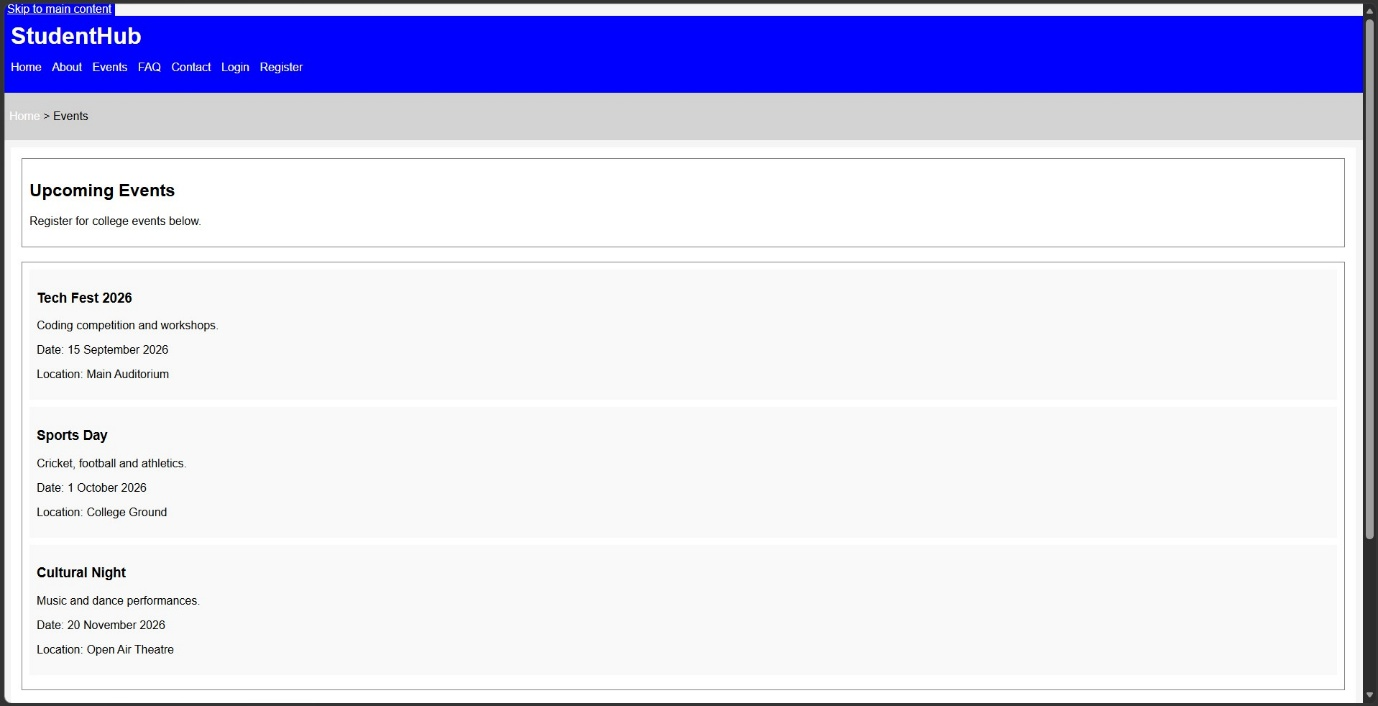 Skip to main content
StudentHub
Home About Events FAQ Contact Login Register
Home > Events
Upcoming Events
Register for college events below.
Tech Fest 2026
Coding competition and workshops.
Date: 15 September 2026
Location: Main Auditorium
Sports Day
Cricket, football and athletics.
Date: 1 October 2026
Location: College Ground
Cultural Night
Music and dance performances.
Date: 20 November 2026
Location: Open Air Theatre